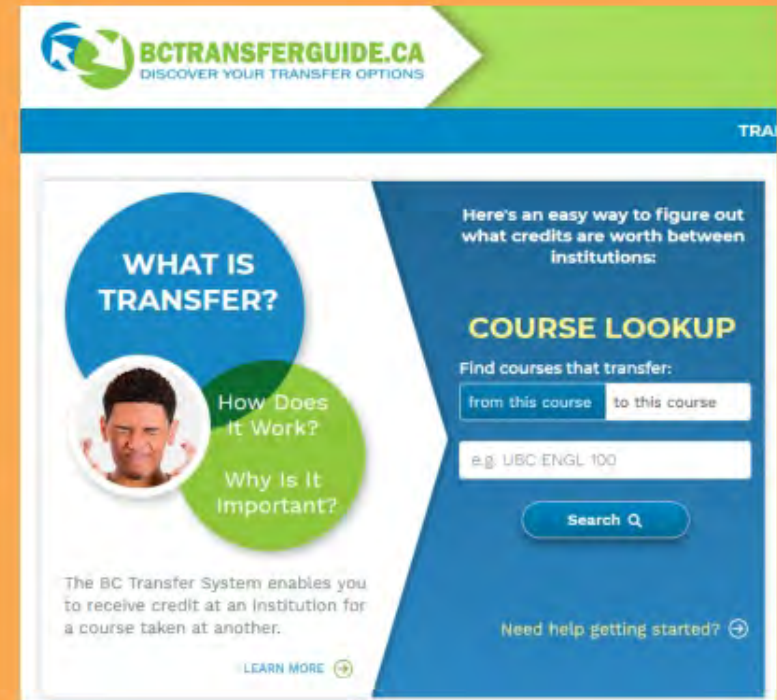 BCTRANSFERGUIDE.CA
DISCOVER YOUR TRANSFER OPTIONS
TRA
WHAT IS
TRANSFER?
How Does
It Work?
Why Is It
Important?
The BC Transfer System enables you
to receive credit at an institution for
a course taken at another.
LEARN MORE
Here's an easy way to figure out
what credits are worth between
institutions:
COURSE LOOKUP
Find courses that transfer:
from this course to this course
e.g. UBC ENGL 100
Search
Need help getting started?